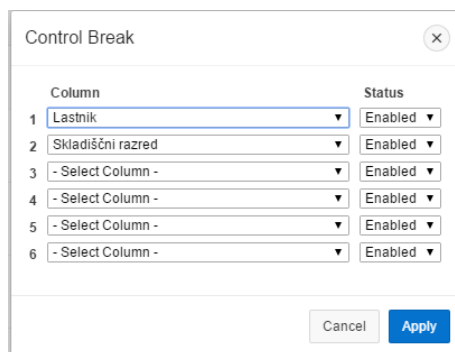 Control Break
Column Status
1 Lastnik Enabled
2 Skladiščni razred Enabled
3 - Select Column - Enabled
4 - Select Column - Enabled
5 - Select Column - Enabled
6 - Select Column - Enabled
Cancel Apply